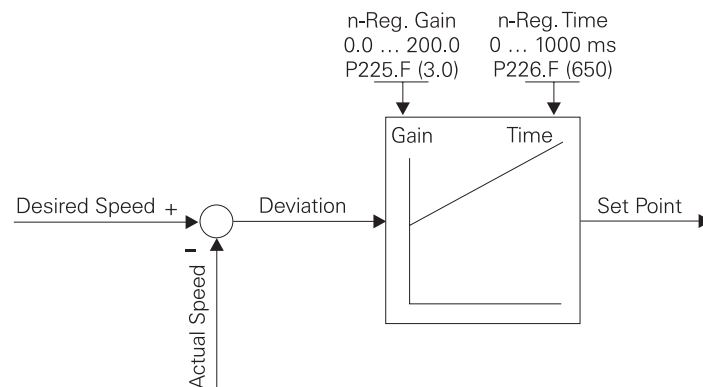 n-Reg. Gain
0.0 ... 200.0
P225.F (3.0)
n-Reg. Time
0 ... 1000 ms
P226.F (650)
Gain
Time
Desired Speed +
Deviation
Set Point
–
Actual Speed